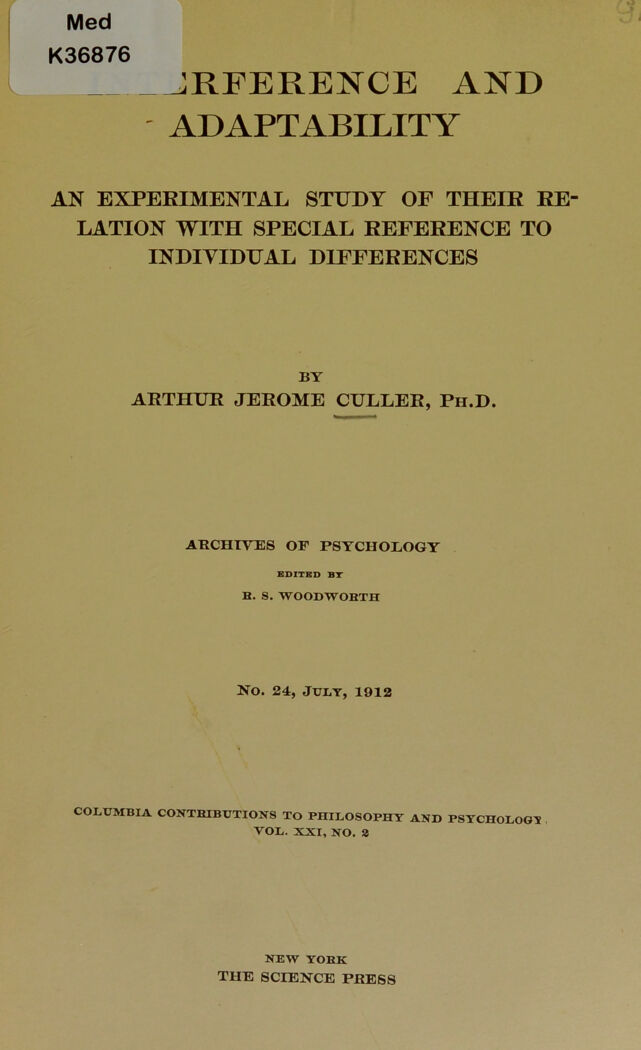 Med
K36876
INTERFERENCE AND
ADAPTABILITY
AN EXPERIMENTAL STUDY OF THEIR RE-
LATION WITH SPECIAL REFERENCE TO
INDIVIDUAL DIFFERENCES
BY
ARTHUR JEROME CULLER, PH.D.
ARCHIVES OF PSYCHOLOGY
EDITED BY
R. S. WOODWORTH
NO. 24, JULY, 1912
COLUMBIA CONTRIBUTIONS TO PHILOSOPHY AND PSYCHOLOGY
VOL. XXI, NO. 2
NEW YORK
THE SCIENCE PRESS